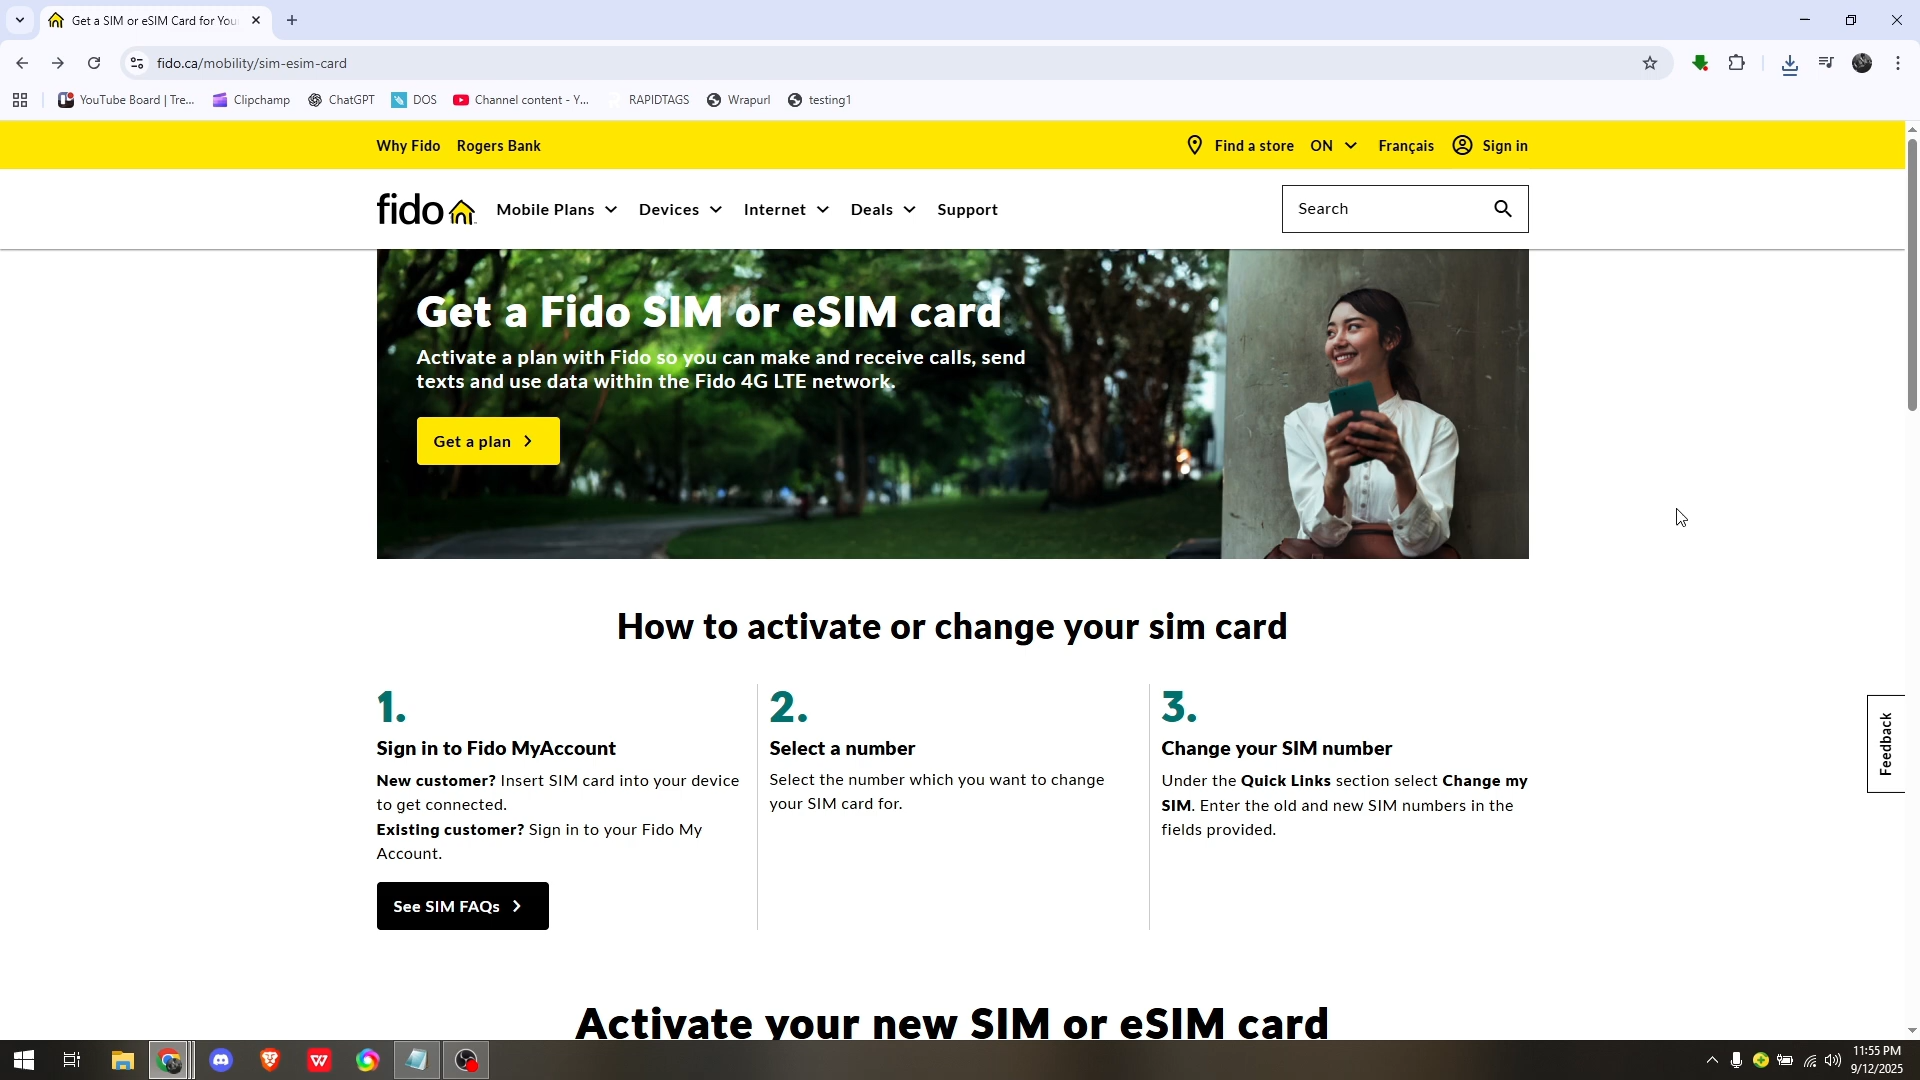 Get a SIM or eSIM Card for You
fido.ca/mobility/sim-esim-card
YouTube Board | Tre...
Clipchamp
ChatGPT
DOS
Channel content - Y...
RAPIDTAGS
Wrapurl
testing1
Why Fido
Rogers Bank
Find a store
ON
Français
Sign in
fido
Mobile Plans
Devices
Internet
Deals
Support
Search
Get a Fido SIM or eSIM card
Activate a plan with Fido so you can make and receive calls, send
texts and use data within the Fido 4G LTE network.
Get a plan
How to activate or change your sim card
1.
Sign in to Fido MyAccount
New customer? Insert SIM card into your device
to get connected.
Existing customer? Sign in to your Fido My
Account.
See SIM FAQs
2.
Select a number
Select the number which you want to change
your SIM card for.
3.
Change your SIM number
Under the Quick Links section select Change my
SIM. Enter the old and new SIM numbers in the
fields provided.
Feedback
Activate your new SIM or eSIM card
11:55 PM
9/12/2025